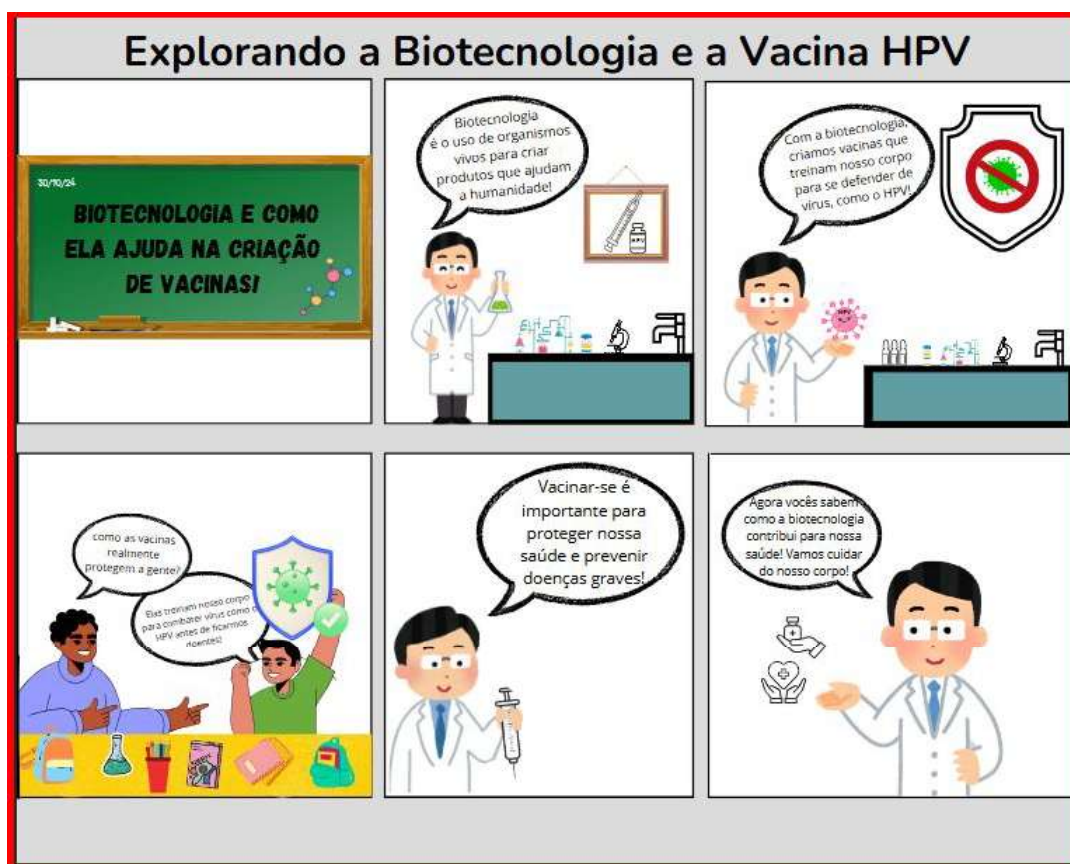 Explorando a Biotecnologia e a Vacina HPV
30/10/24
BIOTECNOLOGIA E COMO
ELA AJUDA NA CRIAÇÃO
DE VACINAS!
Biotecnologia
é o uso de organismos
vivos para criar
produtos que ajudam
a humanidade!
HPV
Com a biotecnologia,
criamos vacinas que
treinam nosso corpo
para se defender de
vírus, como o HPV!
HPV
como as vacinas
realmente
protegem a gente?
Elas treinam nosso corpo
para combater vírus como o
HPV antes de ficarmos
doentes!
Vacinar-se é
importante para
proteger nossa
saúde e prevenir
doenças graves!
Agora vocês sabem
como a biotecnologia
contribui para nossa
saúde! Vamos cuidar
do nosso corpo!